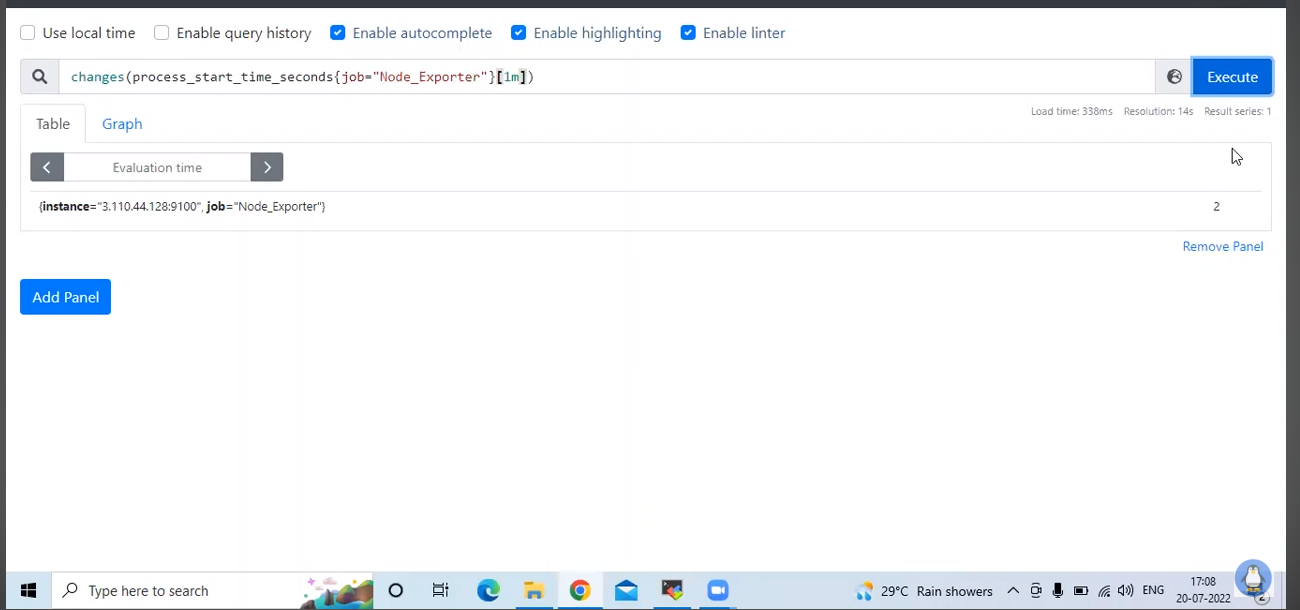 Use local time Enable query history Enable autocomplete Enable highlighting Enable linter
changes(process_start_time_seconds{job="Node_Exporter"}[1m]) Execute
Load time: 338ms Resolution: 14s Result series: 1
Table Graph
Evaluation time
{instance="3.110.44.128:9100", job="Node_Exporter"} 2
Remove Panel
Add Panel
Type here to search 29°C Rain showers ENG 17:08
20-07-2022 2